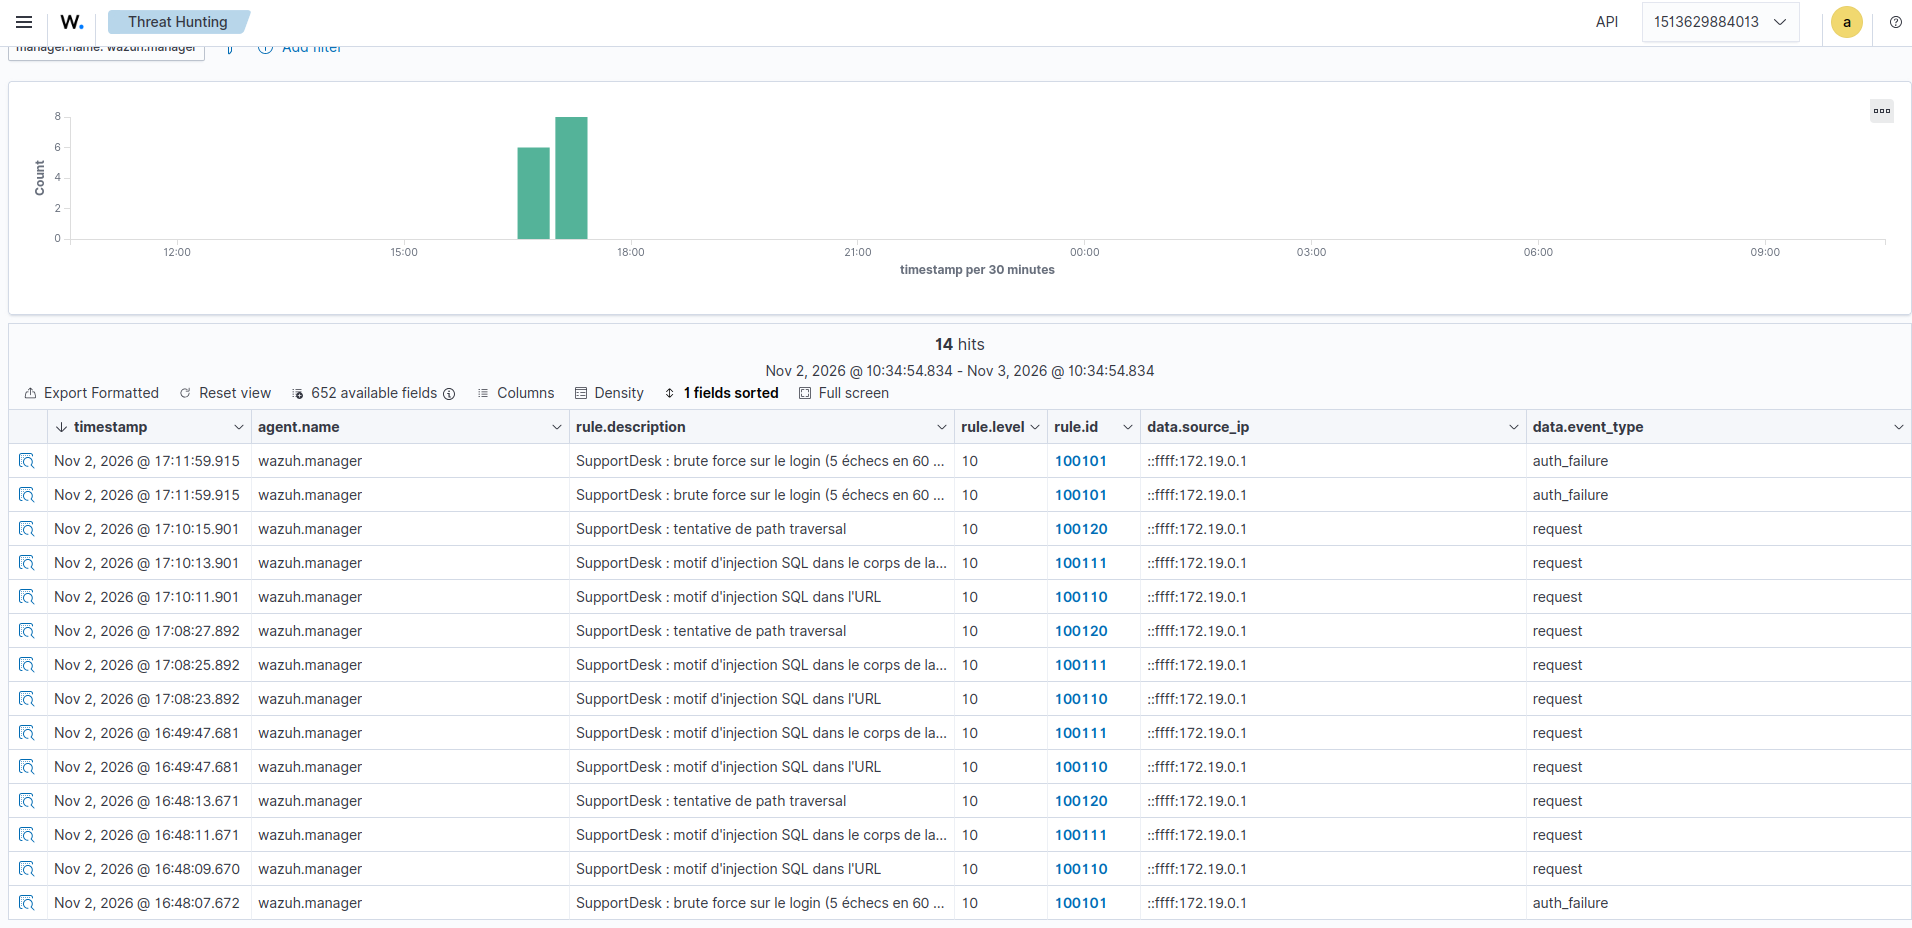 W. Threat Hunting API 1513629884013 a
manager.name: wazuh.manager Add filter
8
6
4
2
0
Count
12:00 15:00 18:00 21:00 00:00 03:00 06:00 09:00
timestamp per 30 minutes
14 hits
Nov 2, 2026 @ 10:34:54.834 - Nov 3, 2026 @ 10:34:54.834
Export Formatted Reset view 652 available fields Columns Density 1 fields sorted Full screen
timestamp agent.name rule.description rule.level rule.id data.source_ip data.event_type
Nov 2, 2026 @ 17:11:59.915 wazuh.manager SupportDesk : brute force sur le login (5 échecs en 60 ... 10 100101 ::ffff:172.19.0.1 auth_failure
Nov 2, 2026 @ 17:11:59.915 wazuh.manager SupportDesk : brute force sur le login (5 échecs en 60 ... 10 100101 ::ffff:172.19.0.1 auth_failure
Nov 2, 2026 @ 17:10:15.901 wazuh.manager SupportDesk : tentative de path traversal 10 100120 ::ffff:172.19.0.1 request
Nov 2, 2026 @ 17:10:13.901 wazuh.manager SupportDesk : motif d'injection SQL dans le corps de la... 10 100111 ::ffff:172.19.0.1 request
Nov 2, 2026 @ 17:10:11.901 wazuh.manager SupportDesk : motif d'injection SQL dans l'URL 10 100110 ::ffff:172.19.0.1 request
Nov 2, 2026 @ 17:08:27.892 wazuh.manager SupportDesk : tentative de path traversal 10 100120 ::ffff:172.19.0.1 request
Nov 2, 2026 @ 17:08:25.892 wazuh.manager SupportDesk : motif d'injection SQL dans le corps de la... 10 100111 ::ffff:172.19.0.1 request
Nov 2, 2026 @ 17:08:23.892 wazuh.manager SupportDesk : motif d'injection SQL dans l'URL 10 100110 ::ffff:172.19.0.1 request
Nov 2, 2026 @ 16:49:47.681 wazuh.manager SupportDesk : motif d'injection SQL dans le corps de la... 10 100111 ::ffff:172.19.0.1 request
Nov 2, 2026 @ 16:49:47.681 wazuh.manager SupportDesk : motif d'injection SQL dans l'URL 10 100110 ::ffff:172.19.0.1 request
Nov 2, 2026 @ 16:48:13.671 wazuh.manager SupportDesk : tentative de path traversal 10 100120 ::ffff:172.19.0.1 request
Nov 2, 2026 @ 16:48:11.671 wazuh.manager SupportDesk : motif d'injection SQL dans le corps de la... 10 100111 ::ffff:172.19.0.1 request
Nov 2, 2026 @ 16:48:09.670 wazuh.manager SupportDesk : motif d'injection SQL dans l'URL 10 100110 ::ffff:172.19.0.1 request
Nov 2, 2026 @ 16:48:07.672 wazuh.manager SupportDesk : brute force sur le login (5 échecs en 60 ... 10 100101 ::ffff:172.19.0.1 auth_failure